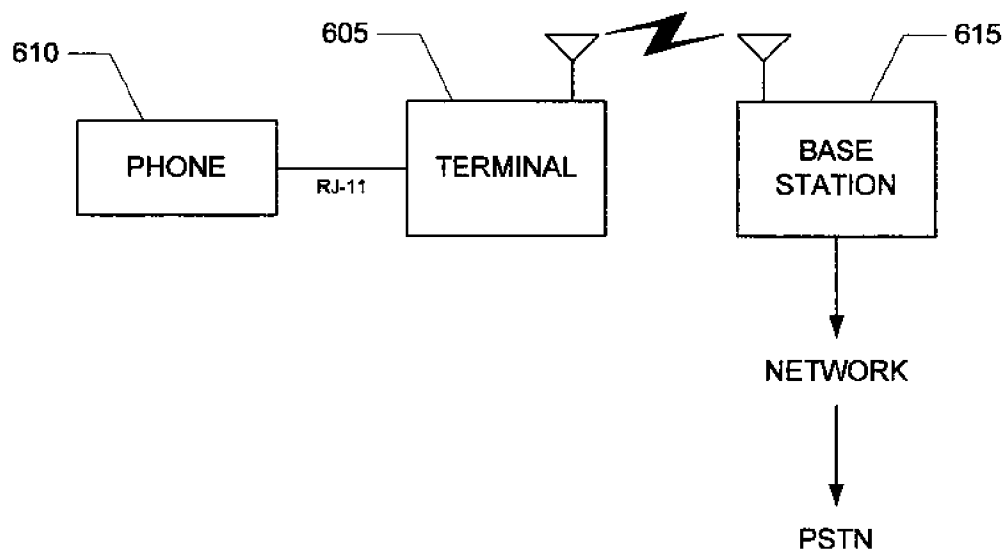 610
605
615
PHONE
RJ-11
TERMINAL
BASE
STATION
NETWORK
PSTN